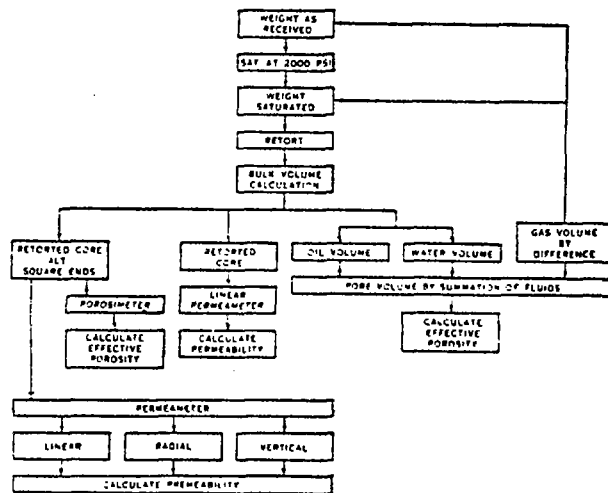 WEIGHT AS
RECEIVED
SAT AT 2000 PSI
WEIGHT
SATURATED
RETORT
BULK VOLUME
CALCULATION
RETORTED CORE
ALT
SQUARE ENDS
RETORTED
CORE
OIL VOLUME
WATER VOLUME
GAS VOLUME
BY
DIFFERENCE
POROSIMETER
LINEAR
PERMEAMETER
PORE VOLUME BY SUMMATION OF FLUIDS
CALCULATE
EFFECTIVE
POROSITY
CALCULATE
PERMEABILITY
CALCULATE
EFFECTIVE
POROSITY
PERMEAMETER
LINEAR
RADIAL
VERTICAL
CALCULATE PERMEABILITY